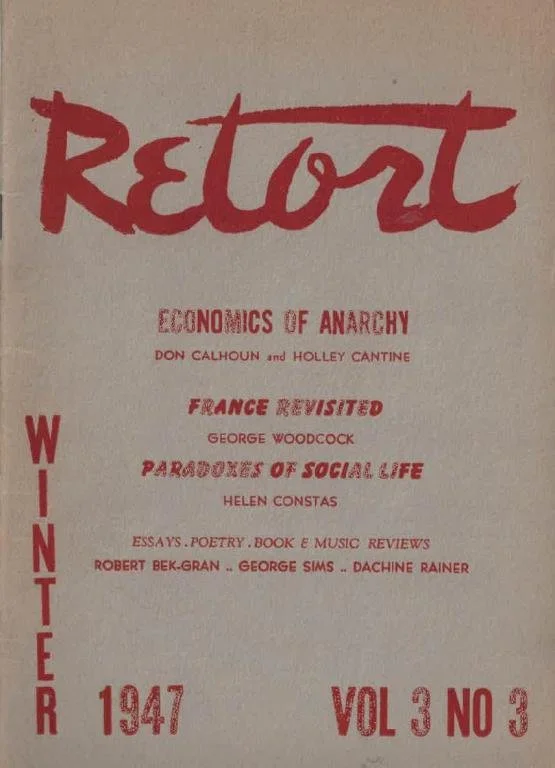 Retort
ECONOMICS OF ANARCHY
DON CALHOUN and HOLLEY CANTINE
FRANCE REVISITED
GEORGE WOODCOCK
PARADOXES OF SOCIAL LIFE
HELEN CONSTAS
ESSAYS . POETRY . BOOK & MUSIC REVIEWS
ROBERT BEK-GRAN .. GEORGE SIMS .. DACHINE RAINER
WINTER
1947 VOL 3 NO 3